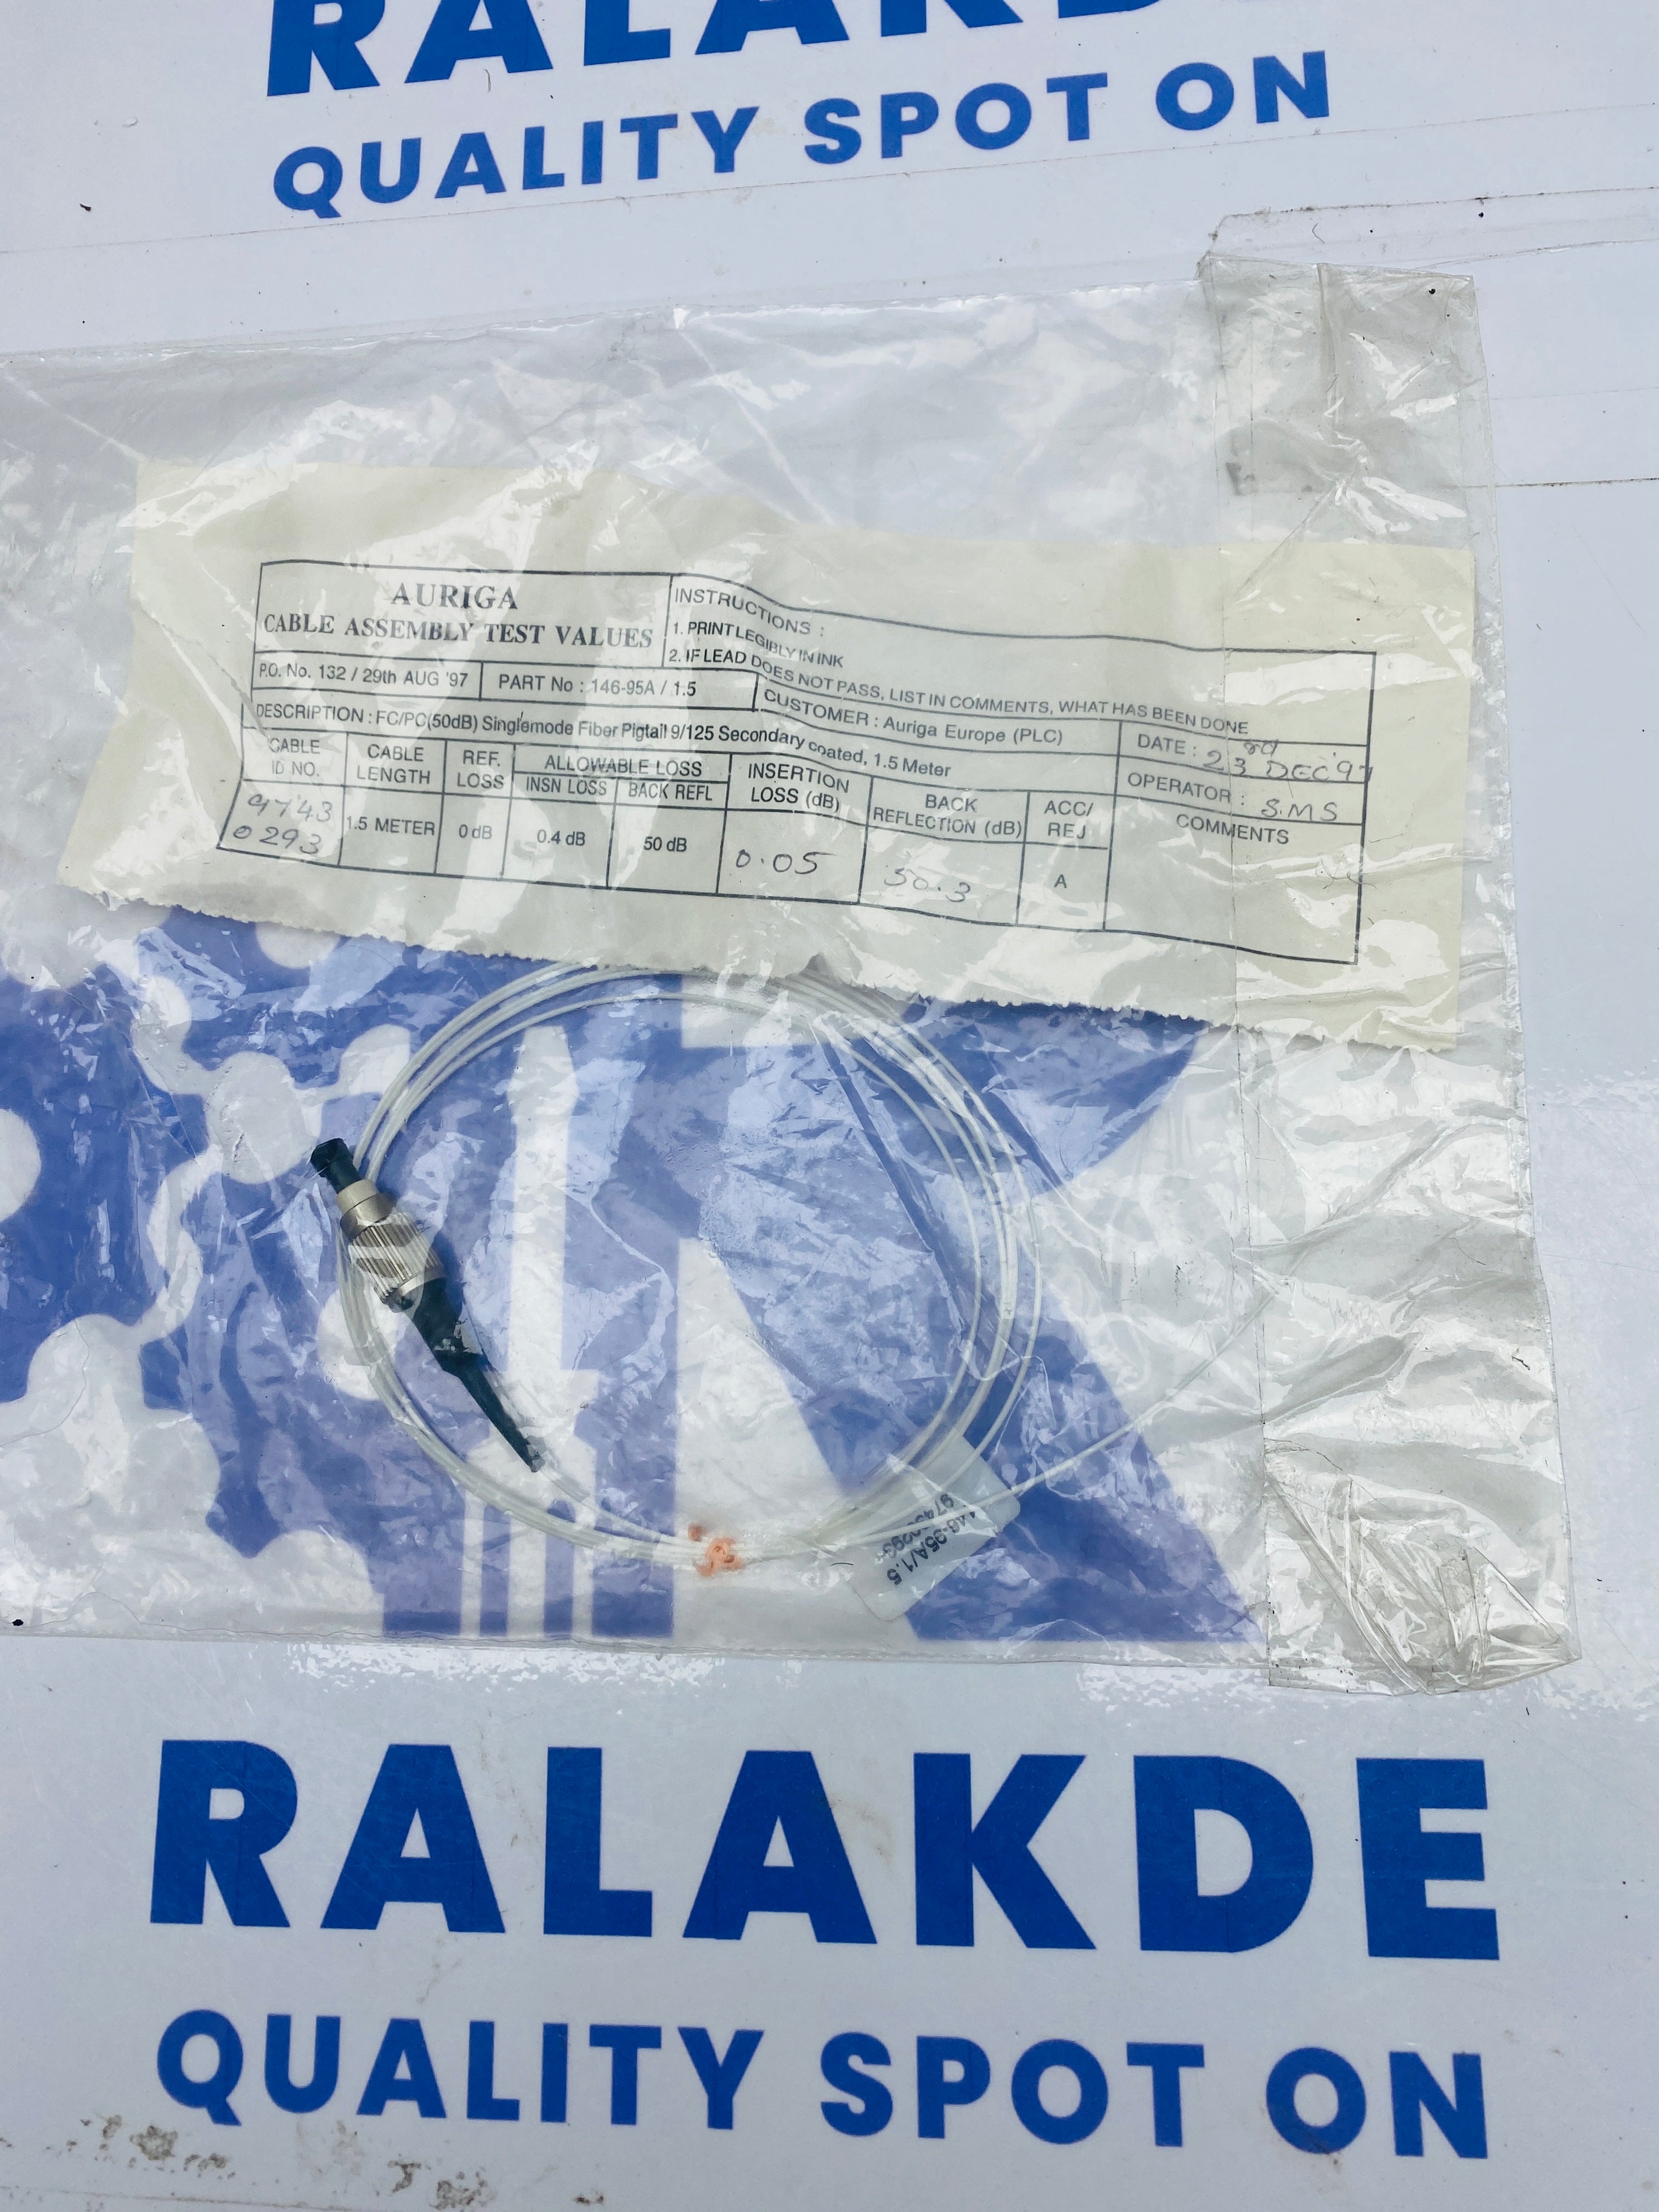 RALAKDE
QUALITY SPOT ON
AURIGA
CABLE ASSEMBLY TEST VALUES
INSTRUCTIONS :
1. PRINT LEGIBLY IN INK
2. IF LEAD DOES NOT PASS, LIST IN COMMENTS, WHAT HAS BEEN DONE
P.O. No. 132 / 29th AUG '97
PART No : 146-95A / 1.5
CUSTOMER : Auriga Europe (PLC)
DATE : 23rd DEC'97
DESCRIPTION : FC/PC(50dB) Singlemode Fiber Pigtail 9/125 Secondary coated, 1.5 Meter
OPERATOR : S.MS
CABLE ID NO.
CABLE LENGTH
REF. LOSS
ALLOWABLE LOSS
INSN LOSS
BACK REFL
INSERTION LOSS (dB)
BACK REFLECTION (dB)
ACC/ REJ
COMMENTS
9743
0293
1.5 METER
0 dB
0.4 dB
50 dB
0.05
50.3
A
146-95A/1.5
RALAKDE
QUALITY SPOT ON